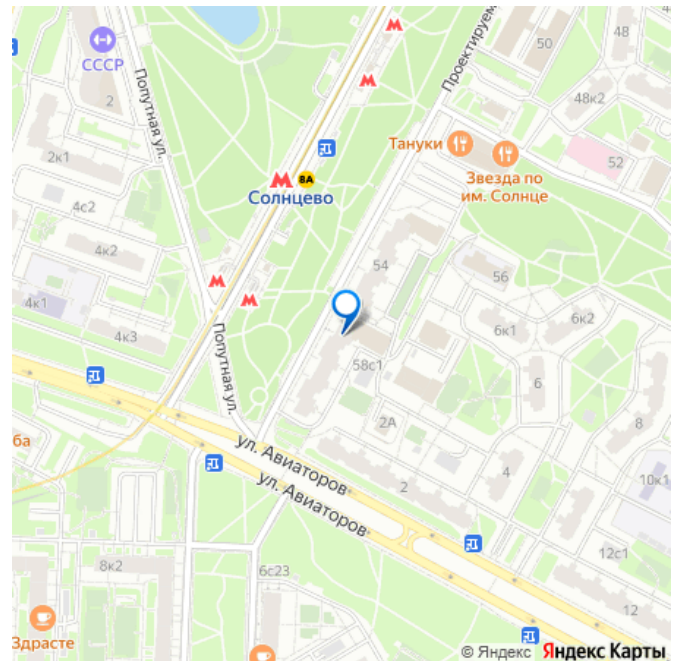 48
50
Проектируем
СССР
2
Попутная ул.
48к2
Тануки
Звезда по
им. Солнце
52
2к1
8А
Солнцево
4с2
4к2
54
56
4к1
4к3
6к1
6к2
Попутная ул.
58с1
6
2А
8
ба
ул. Авиаторов
2
4
10к1
ул. Авиаторов
8к2
6с23
12с1
12
Здрасте
© Яндекс Яндекс Карты